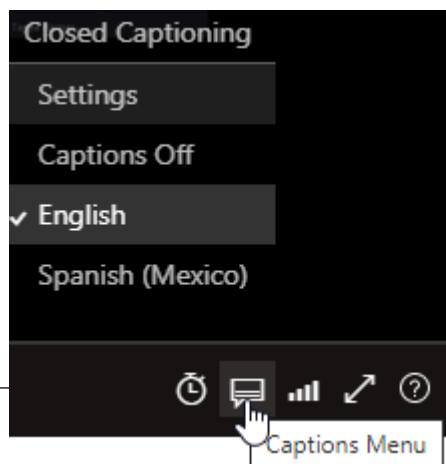 Closed Captioning
Settings
Captions Off
English
Spanish (Mexico)
Captions Menu